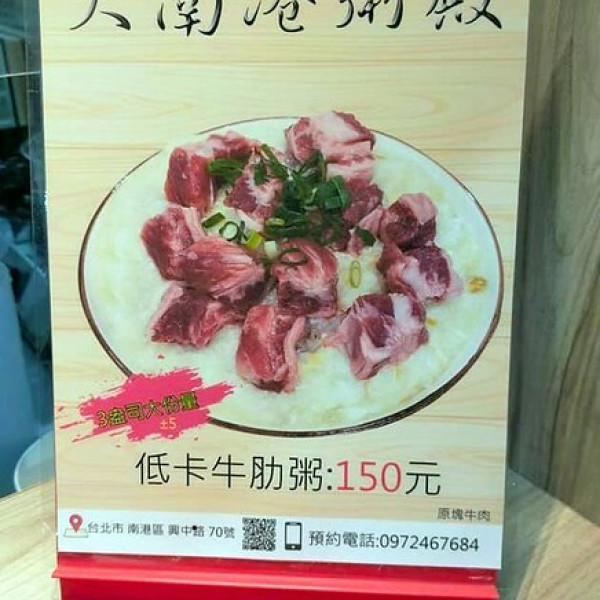 大南港粥殿
3盎司大份量
±5
低卡牛肋粥:150元
原塊牛肉
台北市 南港區 興中路 70號
預約電話:0972467684